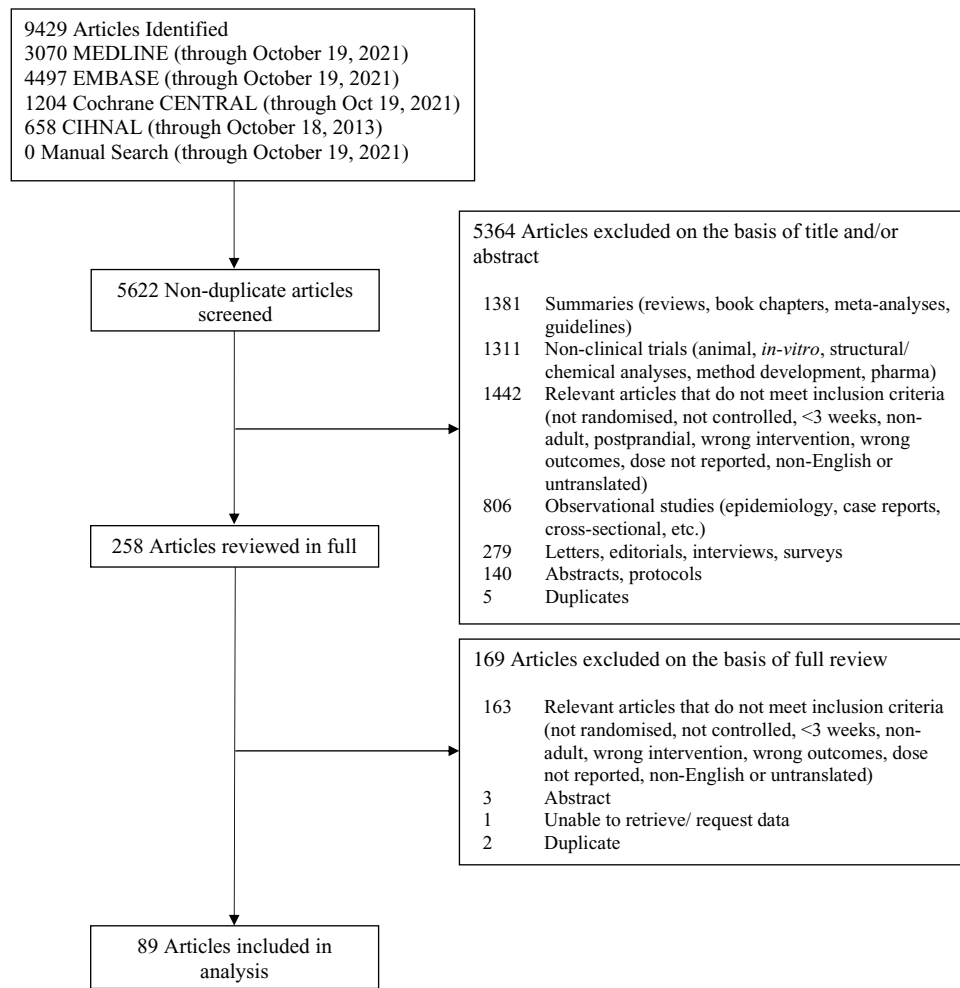 9429 Articles Identified
3070 MEDLINE (through October 19, 2021)
4497 EMBASE (through October 19, 2021)
1204 Cochrane CENTRAL (through Oct 19, 2021)
658 CIHNAL (through October 18, 2013)
0 Manual Search (through October 19, 2021)
5622 Non-duplicate articles
screened
5364 Articles excluded on the basis of title and/or
abstract
1381 Summaries (reviews, book chapters, meta-analyses,
guidelines)
1311 Non-clinical trials (animal, in-vitro, structural/
chemical analyses, method development, pharma)
1442 Relevant articles that do not meet inclusion criteria
(not randomised, not controlled, <3 weeks, non-
adult, postprandial, wrong intervention, wrong
outcomes, dose not reported, non-English or
untranslated)
806 Observational studies (epidemiology, case reports,
cross-sectional, etc.)
279 Letters, editorials, interviews, surveys
140 Abstracts, protocols
5 Duplicates
258 Articles reviewed in full
169 Articles excluded on the basis of full review
163 Relevant articles that do not meet inclusion criteria
(not randomised, not controlled, <3 weeks, non-
adult, wrong intervention, wrong outcomes, dose
not reported, non-English or untranslated)
3 Abstract
1 Unable to retrieve/ request data
2 Duplicate
89 Articles included in
analysis